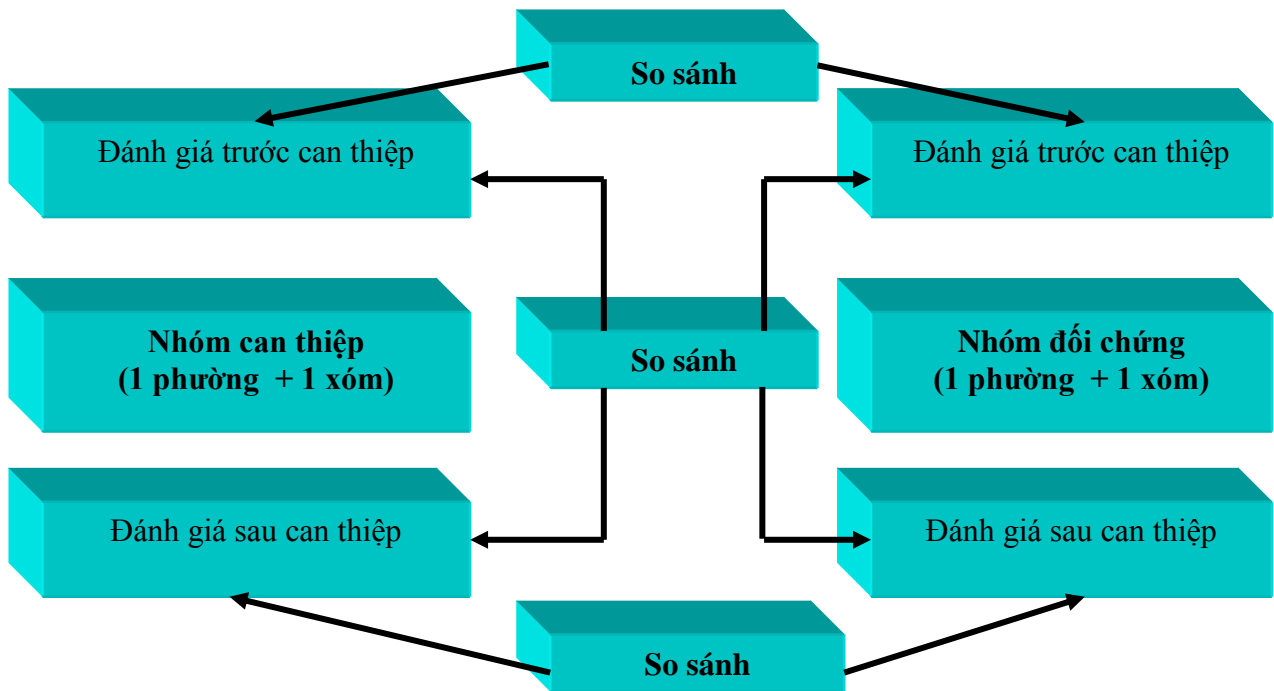 So sánh
Đánh giá trước can thiệp
Đánh giá trước can thiệp
Nhóm can thiệp
(1 phường + 1 xóm)
So sánh
Nhóm đối chứng
(1 phường + 1 xóm)
Đánh giá sau can thiệp
Đánh giá sau can thiệp
So sánh